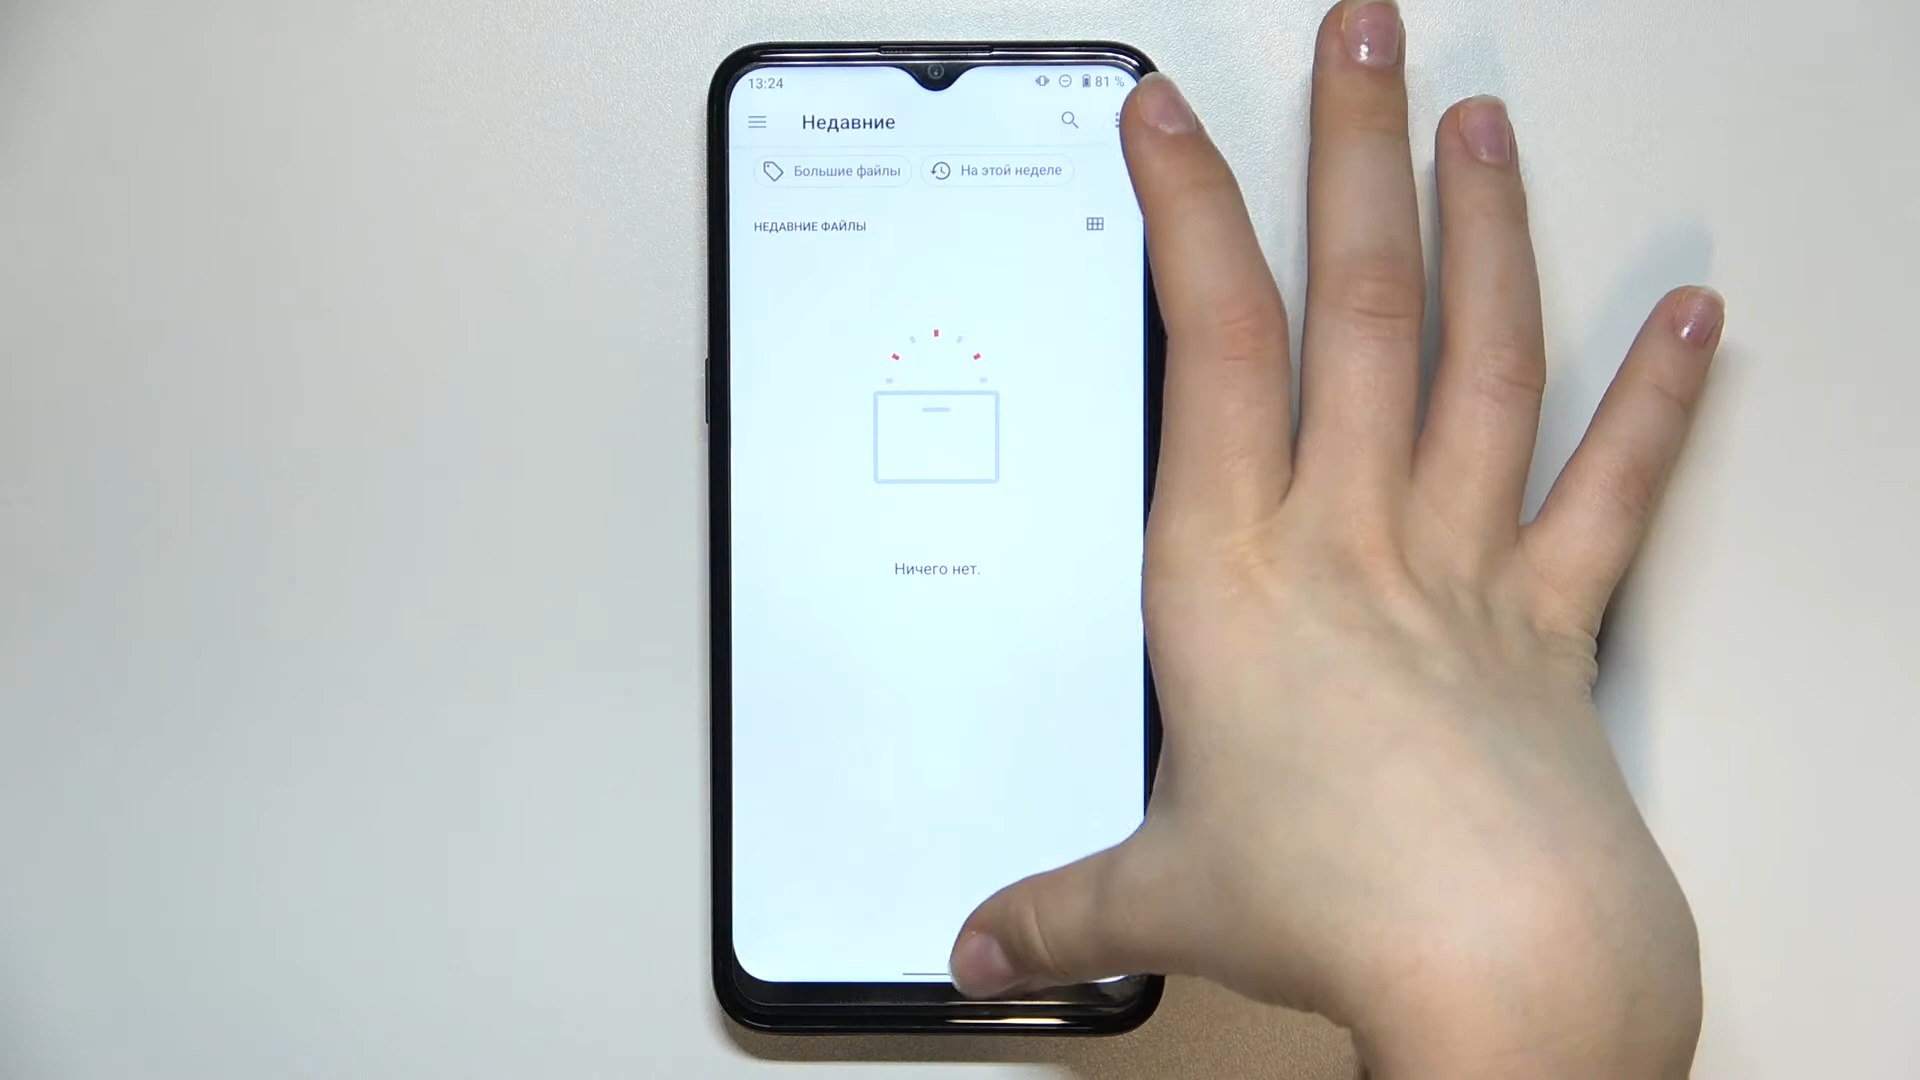 13:24
81 %
Недавние
Большие файлы
На этой неделе
НЕДАВНИЕ ФАЙЛЫ
Ничего нет.